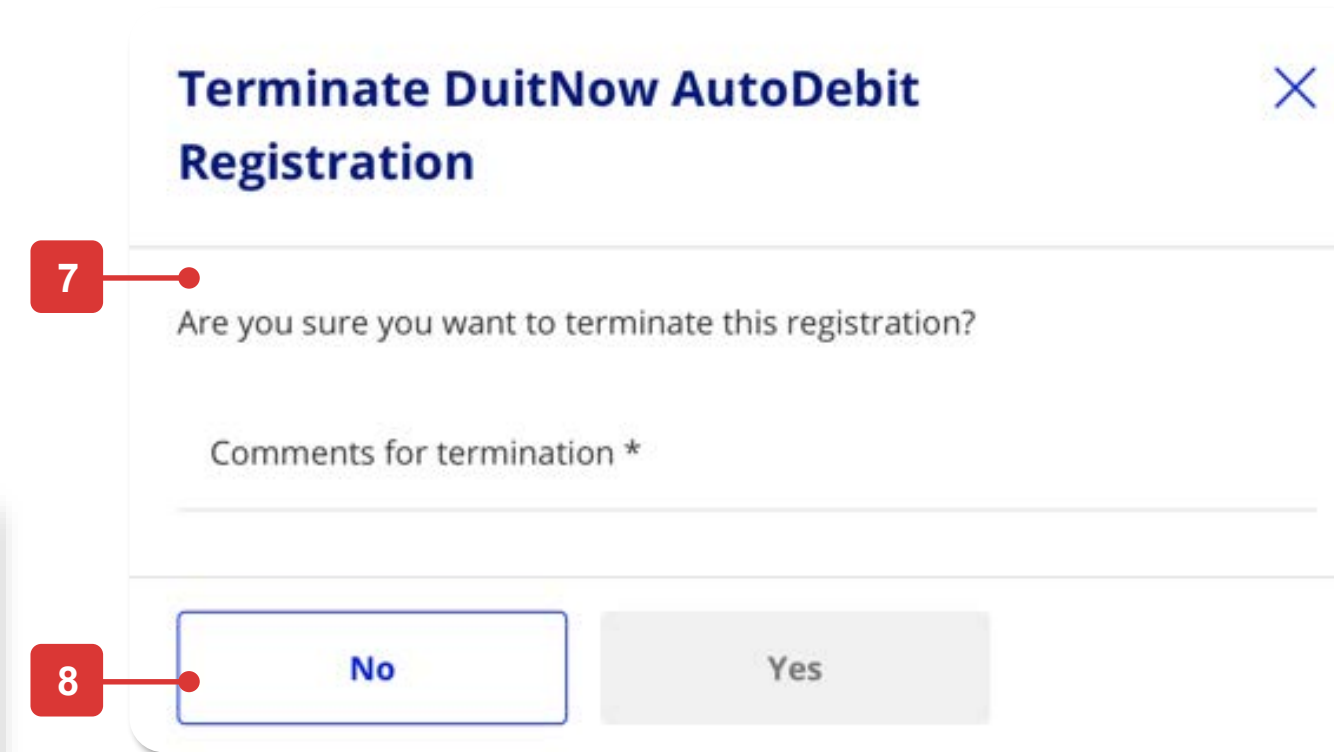 Terminate DuitNow AutoDebit
Registration
7
Are you sure you want to terminate this registration?
Comments for termination *
8
No
Yes